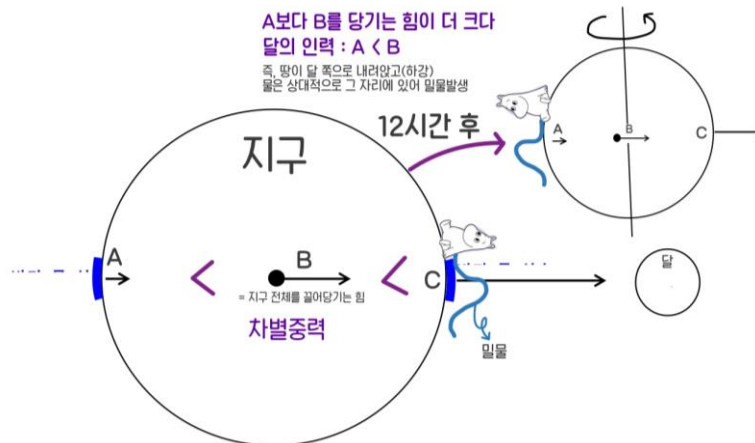 A보다 B를 당기는 힘이 더 크다
달의 인력 : A < B
즉, 땅이 달 쪽으로 내려앉고(하강)
물은 상대적으로 그 자리에 있어 밀물발생
12시간 후
A
B
C
지구
A
<
B
<
C
= 지구 전체를 끌어당기는 힘
차별중력
달
밀물